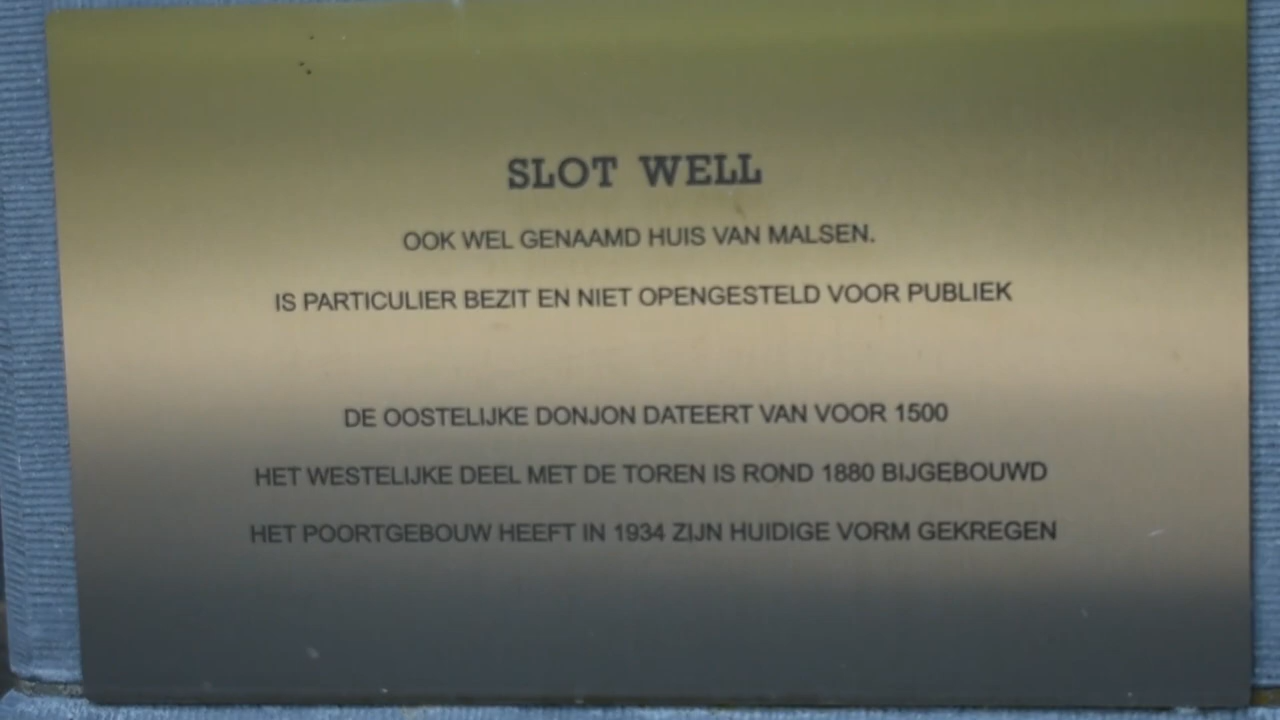 SLOT WELL
OOK WEL GENAAMD HUIS VAN MALSEN.
IS PARTICULIER BEZIT EN NIET OPENGESTELD VOOR PUBLIEK
DE OOSTELIJKE DONJON DATEERT VAN VOOR 1500
HET WESTELIJKE DEEL MET DE TOREN IS ROND 1880 BIJGEBOUWD
HET POORTGEBOUW HEEFT IN 1934 ZIJN HUIDIGE VORM GEKREGEN